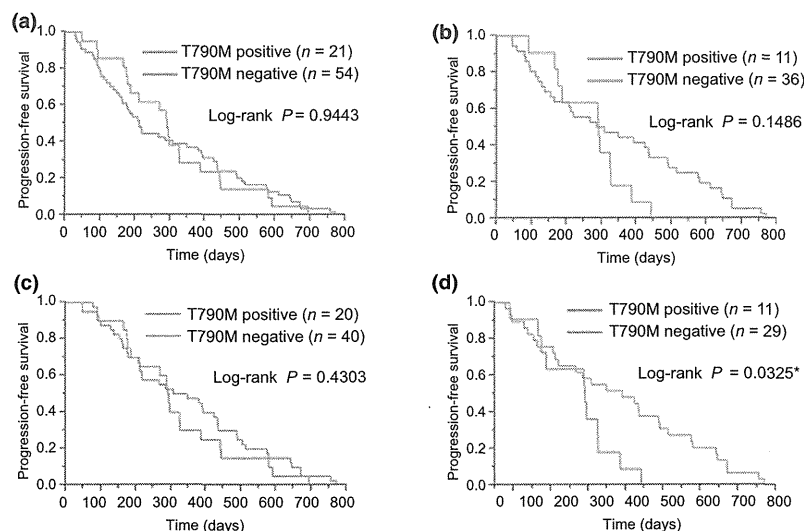 (a)
Progression-free survival
1.0
0.8
0.6
0.4
0.2
0.0
T790M positive (n = 21)
T790M negative (n = 54)
Log-rank P = 0.9443
0 100 200 300 400 500 600 700 800
Time (days)
(b)
Progression-free survival
1.0
0.8
0.6
0.4
0.2
0.0
T790M positive (n = 11)
T790M negative (n = 36)
Log-rank P = 0.1486
0 100 200 300 400 500 600 700 800
Time (days)
(c)
Progression-free survival
1.0
0.8
0.6
0.4
0.2
0.0
T790M positive (n = 20)
T790M negative (n = 40)
Log-rank P = 0.4303
0 100 200 300 400 500 600 700 800
Time (days)
(d)
Progression-free survival
1.0
0.8
0.6
0.4
0.2
0.0
T790M positive (n = 11)
T790M negative (n = 29)
Log-rank P = 0.0325*
0 100 200 300 400 500 600 700 800
Time (days)